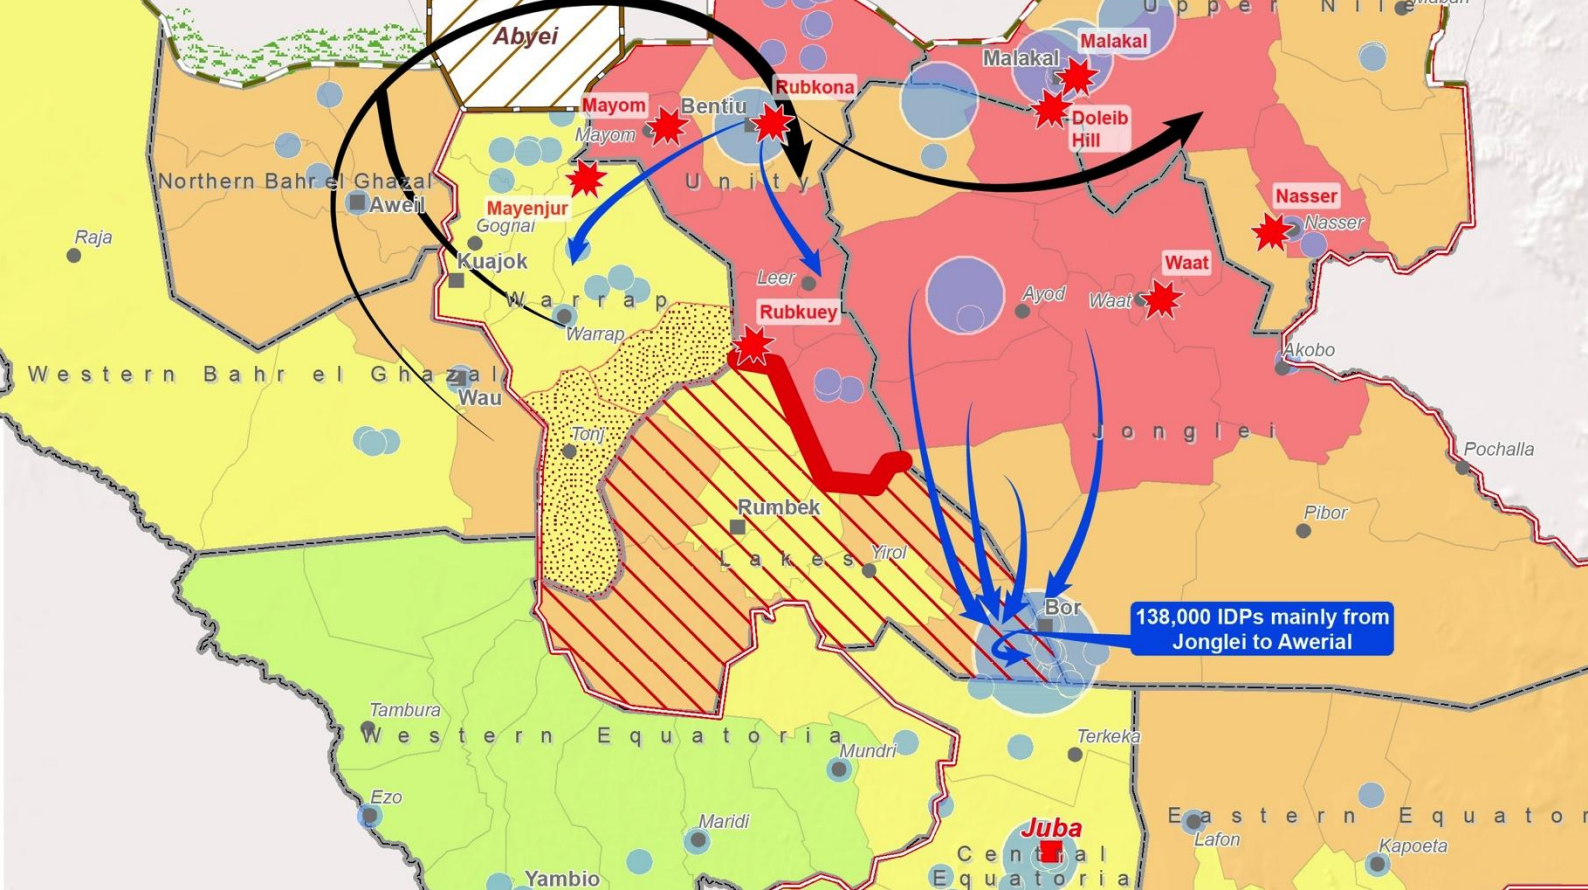 Upper Nile
Abyei
Malakal
Malakal
Rubkona
Mayom
Bentiu
Mayom
Doleib
Hill
Unity
Northern Bahr el Ghazal
Aweil
Mayenjur
Gogrial
Nasser
Nasser
Raja
Kuajok
Waat
Leer
Ayod
Waat
Warrap
Rubkuey
Warrap
Akobo
Western Bahr el Ghazal
Wau
Tonj
Jonglei
Pochalla
Rumbek
Pibor
Lakes
Yirol
Bor
138,000 IDPs mainly from
Jonglei to Awerial
Tambura
Western Equatoria
Mundri
Terkeka
Ezo
Maridi
Juba
Eastern Equator
Lafon
Kapoeta
Central
Equatoria
Yambio